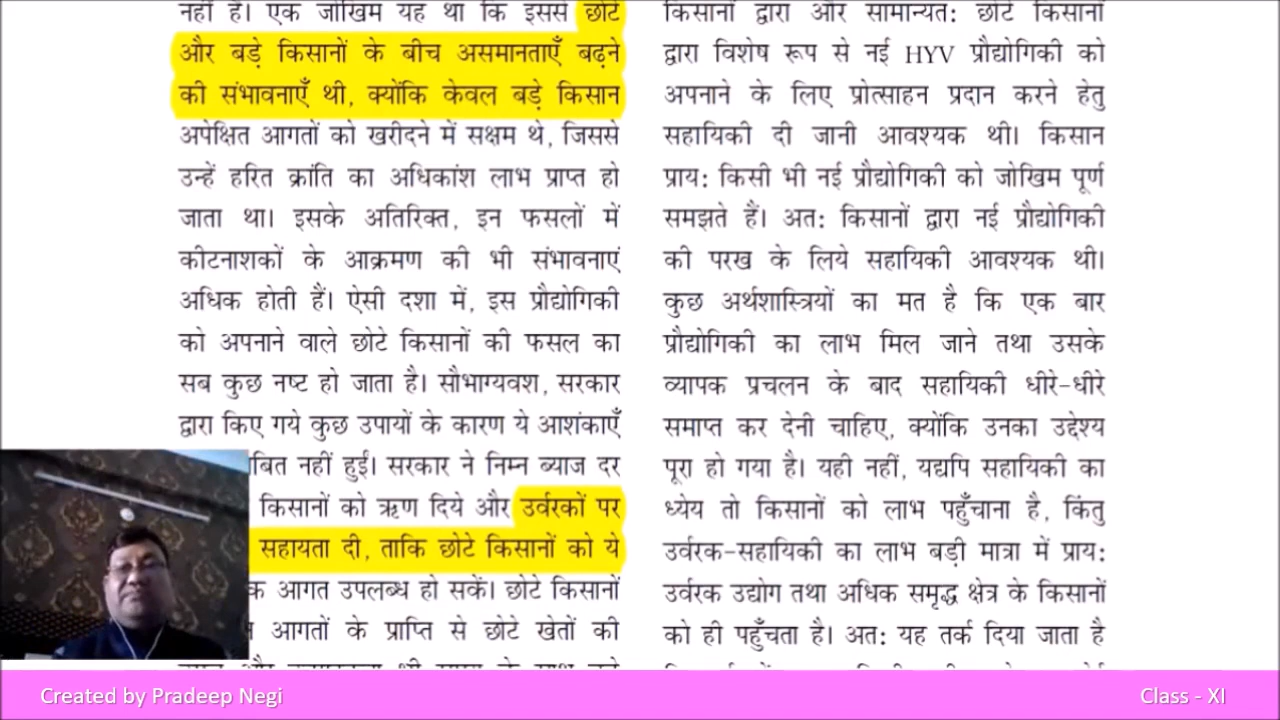 नहीं है। एक जोखिम यह था कि इससे छोटे
और बड़े किसानों के बीच असमानताएँ बढ़ने
की संभावनाएँ थी, क्योंकि केवल बड़े किसान
अपेक्षित आगतों को खरीदने में सक्षम थे, जिससे
उन्हें हरित क्रांति का अधिकांश लाभ प्राप्त हो
जाता था। इसके अतिरिक्त, इन फसलों में
कीटनाशकों के आक्रमण की भी संभावनाएं
अधिक होती हैं। ऐसी दशा में, इस प्रौद्योगिकी
को अपनाने वाले छोटे किसानों की फसल का
सब कुछ नष्ट हो जाता है। सौभाग्यवश, सरकार
द्वारा किए गये कुछ उपायों के कारण ये आशंकाएँ
बित नहीं हुईं। सरकार ने निम्न ब्याज दर
किसानों को ऋण दिये और उर्वरकों पर
सहायता दी, ताकि छोटे किसानों को ये
क आगत उपलब्ध हो सकें। छोटे किसानों
आगतों के प्राप्ति से छोटे खेतों की
किसानों द्वारा और सामान्यत: छोटे किसानों
द्वारा विशेष रूप से नई HYV प्रौद्योगिकी को
अपनाने के लिए प्रोत्साहन प्रदान करने हेतु
सहायिकी दी जानी आवश्यक थी। किसान
प्राय: किसी भी नई प्रौद्योगिकी को जोखिम पूर्ण
समझते हैं। अत: किसानों द्वारा नई प्रौद्योगिकी
की परख के लिये सहायिकी आवश्यक थी।
कुछ अर्थशास्त्रियों का मत है कि एक बार
प्रौद्योगिकी का लाभ मिल जाने तथा उसके
व्यापक प्रचलन के बाद सहायिकी धीरे-धीरे
समाप्त कर देनी चाहिए, क्योंकि उनका उद्देश्य
पूरा हो गया है। यही नहीं, यद्यपि सहायिकी का
ध्येय तो किसानों को लाभ पहुँचाना है, किंतु
उर्वरक-सहायिकी का लाभ बड़ी मात्रा में प्राय:
उर्वरक उद्योग तथा अधिक समृद्ध क्षेत्र के किसानों
को ही पहुँचता है। अत: यह तर्क दिया जाता है
Created by Pradeep Negi
Class - XI